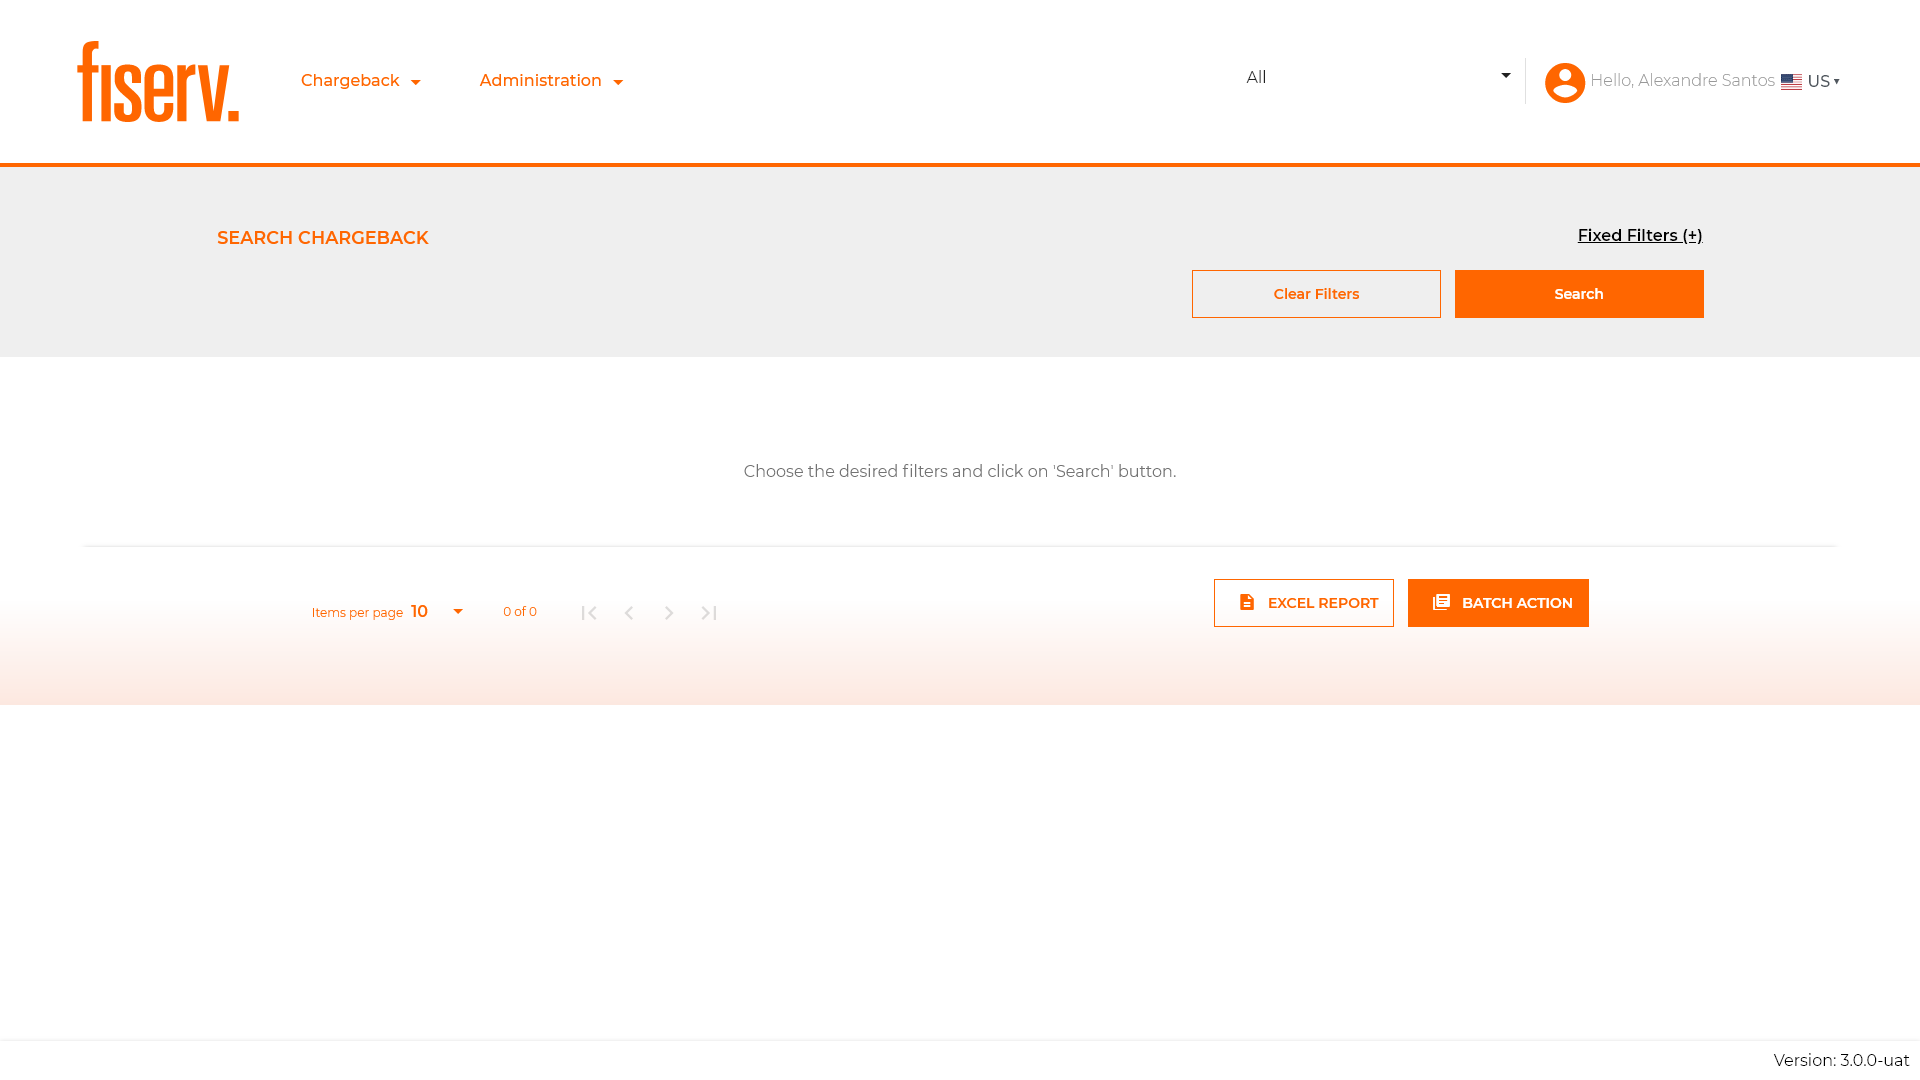 fiserv.
Chargeback
Administration
All
Hello, Alexandre Santos
US
SEARCH CHARGEBACK
Fixed Filters (+)
Clear Filters
Search
Choose the desired filters and click on 'Search' button.
Items per page 10
0 of 0
EXCEL REPORT
BATCH ACTION
Version: 3.0.0-uat